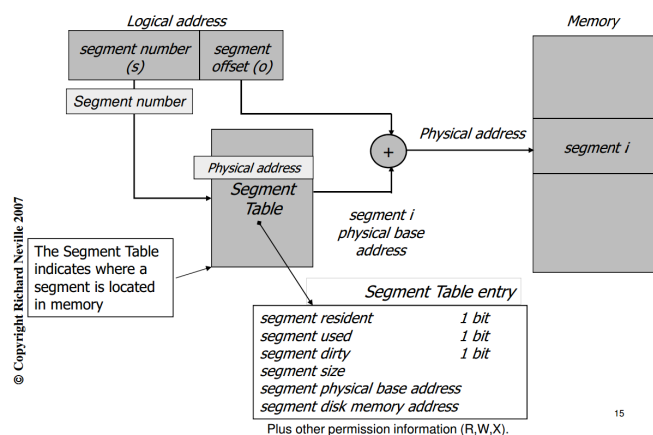 Logical address
segment number
(s)
segment
offset (o)
Segment number
Memory
Physical address
+
Physical address
segment i
Segment
Table
segment i
physical base
address
The Segment Table
indicates where a
segment is located
in memory
Segment Table entry
segment resident 1 bit
segment used 1 bit
segment dirty 1 bit
segment size
segment physical base address
segment disk memory address
Plus other permission information (R,W,X).
© Copyright Richard Neville 2007
15